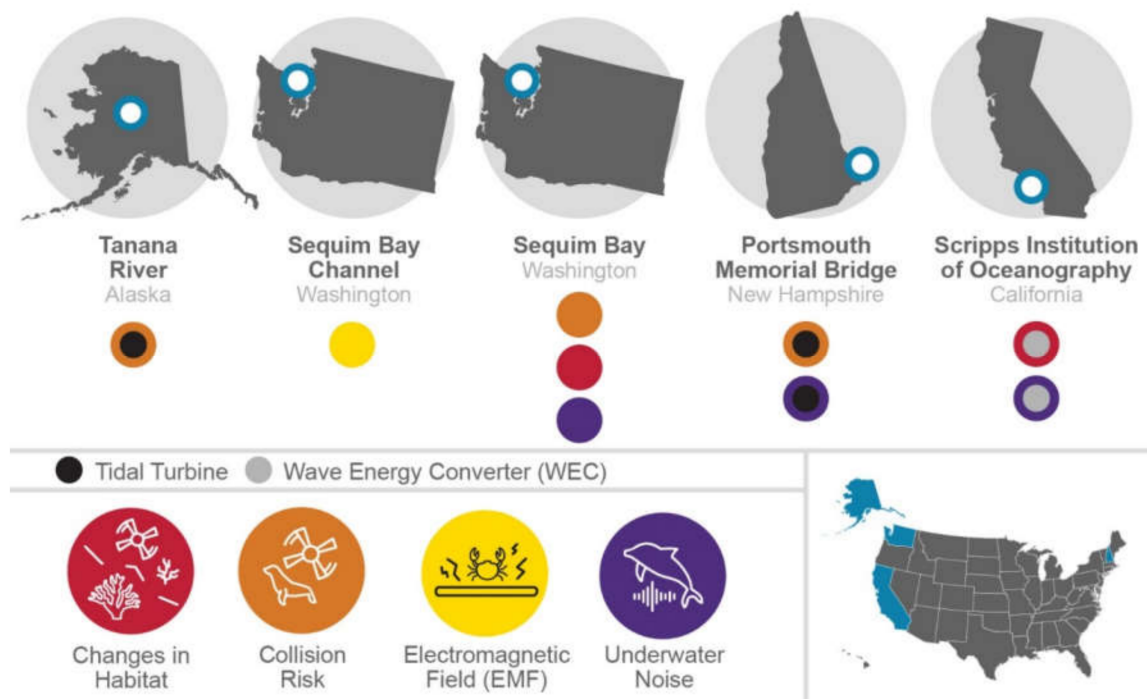 Tanana
River
Alaska
Sequim Bay
Channel
Washington
Sequim Bay
Washington
Portsmouth
Memorial Bridge
New Hampshire
Scripps Institution
of Oceanography
California
Tidal Turbine
Wave Energy Converter (WEC)
Changes in
Habitat
Collision
Risk
Electromagnetic
Field (EMF)
Underwater
Noise